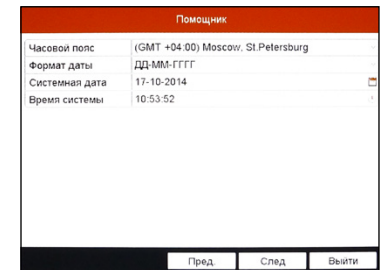 Помощник
Часовой пояс (GMT +04:00) Moscow, St.Petersburg
Формат даты ДД-ММ-ГГГГ
Системная дата 17-10-2014
Время системы 10:53:52
Пред. След Выйти